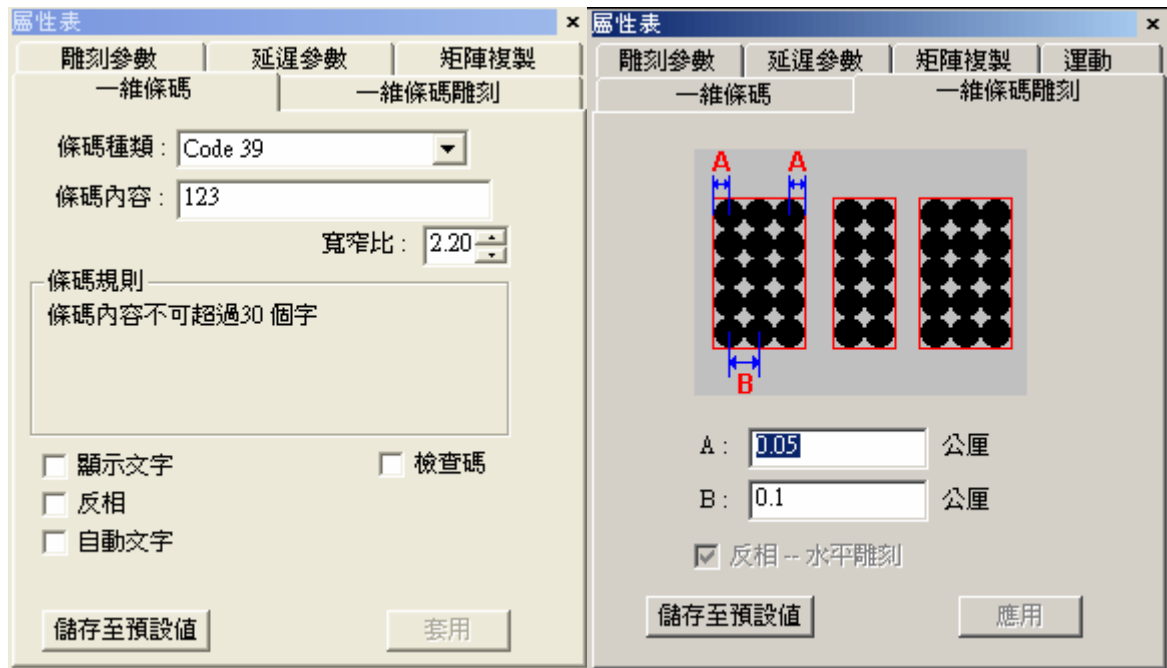 屬性表 ×
雕刻參數 延遲參數 矩陣複製
一維條碼 一維條碼雕刻
條碼種類 : Code 39
條碼內容 : 123
寬窄比 : 2.20
條碼規則
條碼內容不可超過30 個字
顯示文字 檢查碼
反相
自動文字
儲存至預設值 套用
屬性表 ×
雕刻參數 延遲參數 矩陣複製 運動
一維條碼 一維條碼雕刻
A A
B
A : 0.05 公厘
B : 0.1 公厘
反相 -- 水平雕刻
儲存至預設值 應用